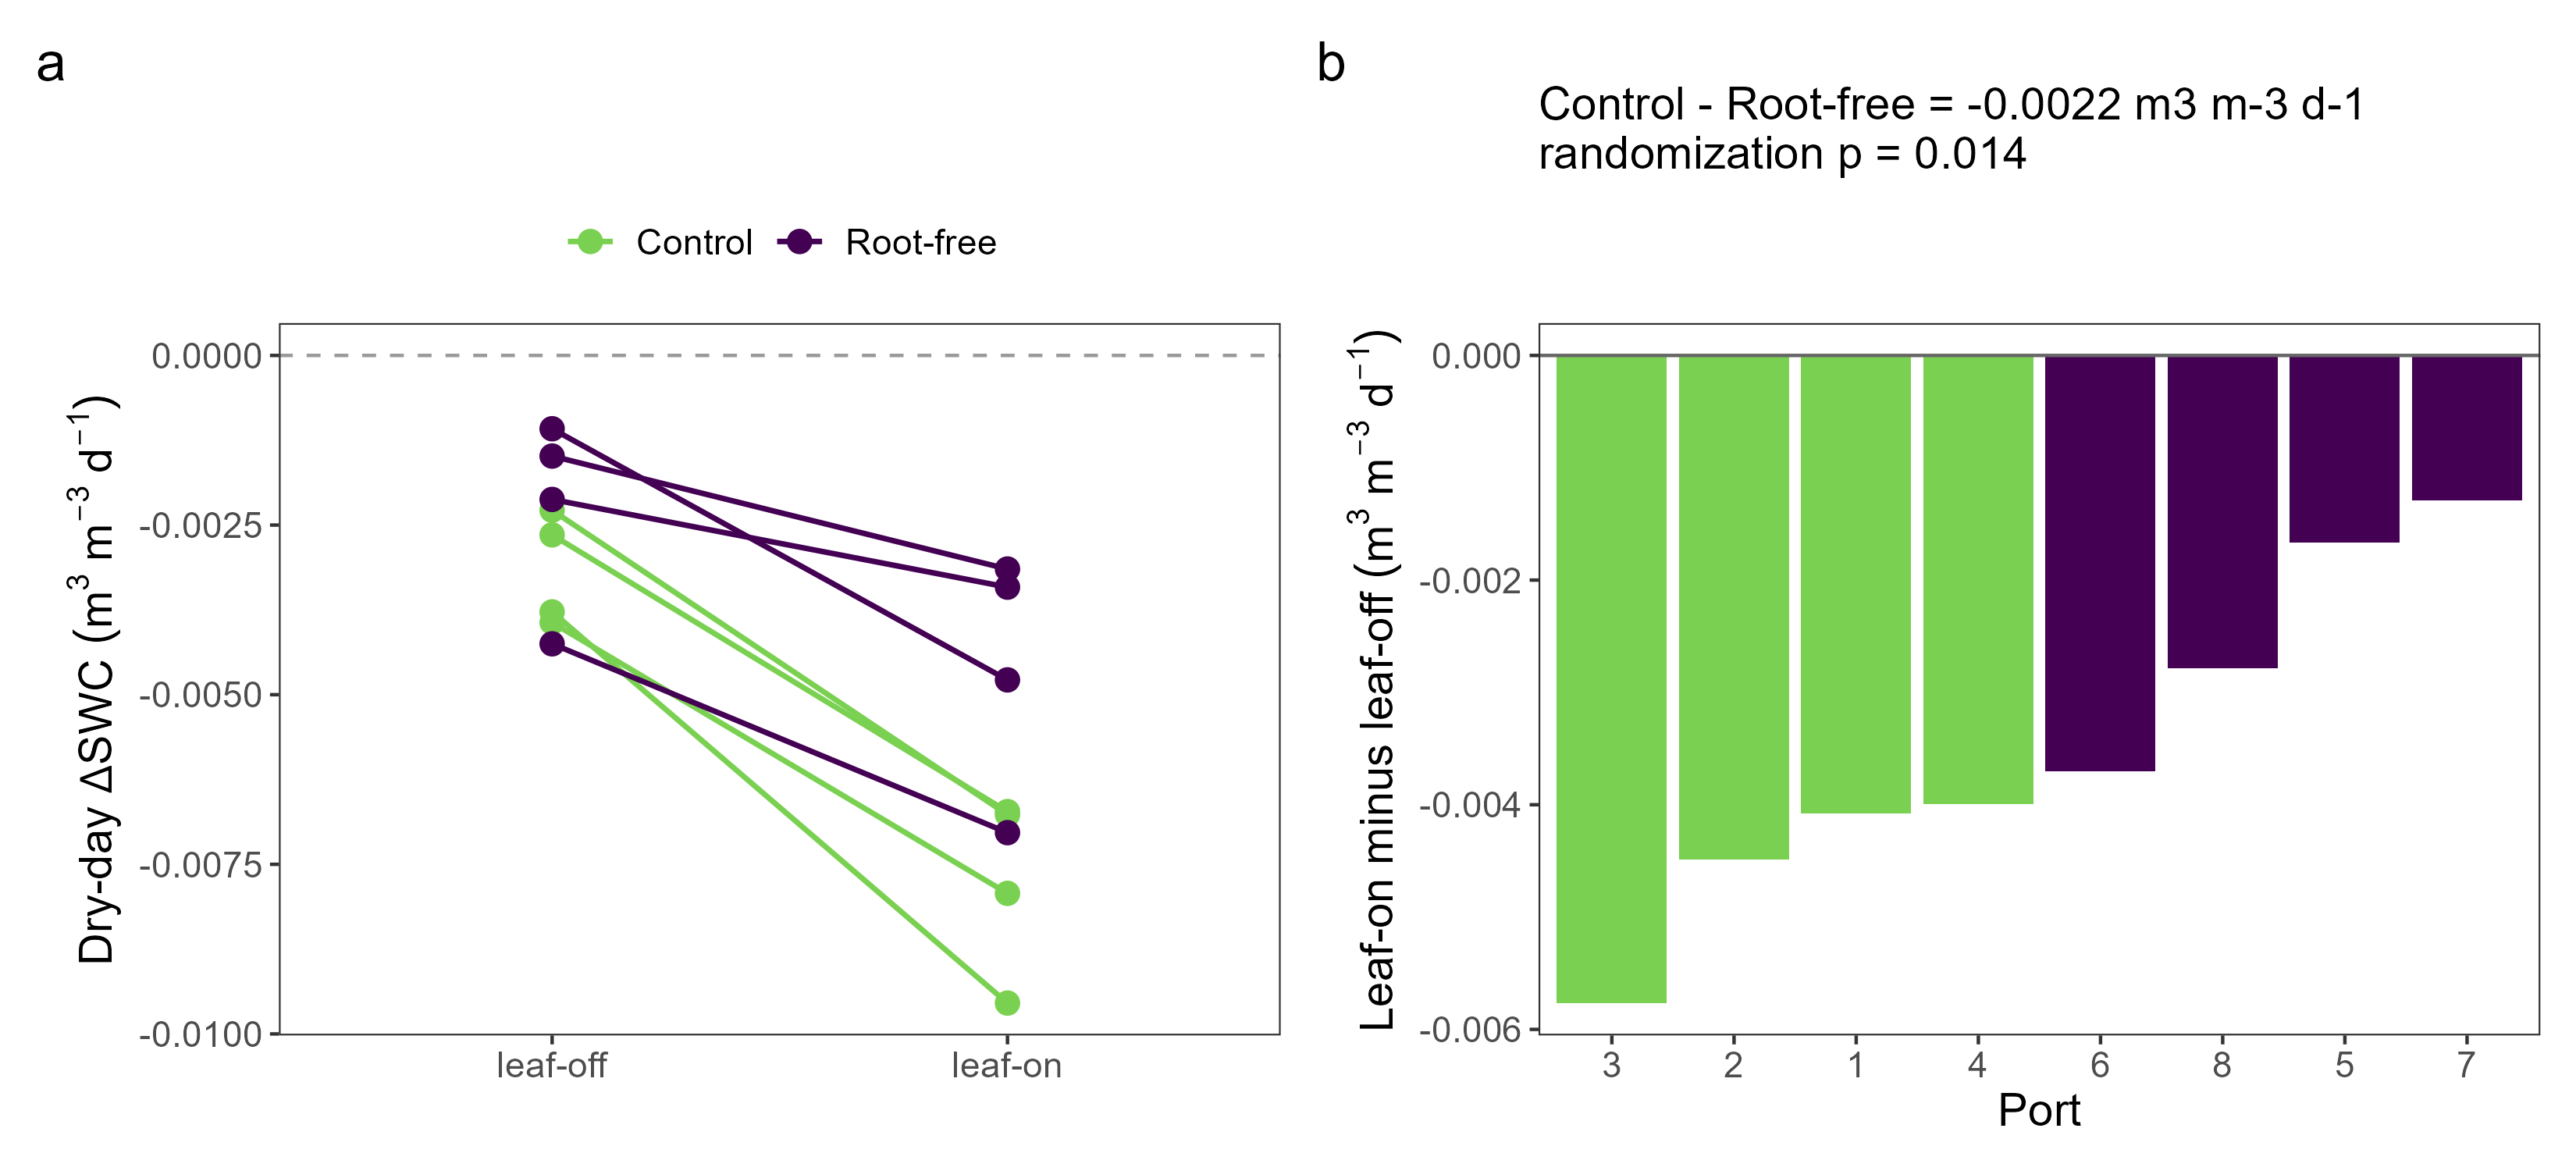 a
Control Root-free
Dry-day ΔSWC (m³ m⁻³ d⁻¹)
0.0000
-0.0025
-0.0050
-0.0075
-0.0100
leaf-off leaf-on
b
Control - Root-free = -0.0022 m3 m-3 d-1
randomization p = 0.014
Leaf-on minus leaf-off (m³ m⁻³ d⁻¹)
0.000
-0.002
-0.004
-0.006
3 2 1 4 6 8 5 7
Port